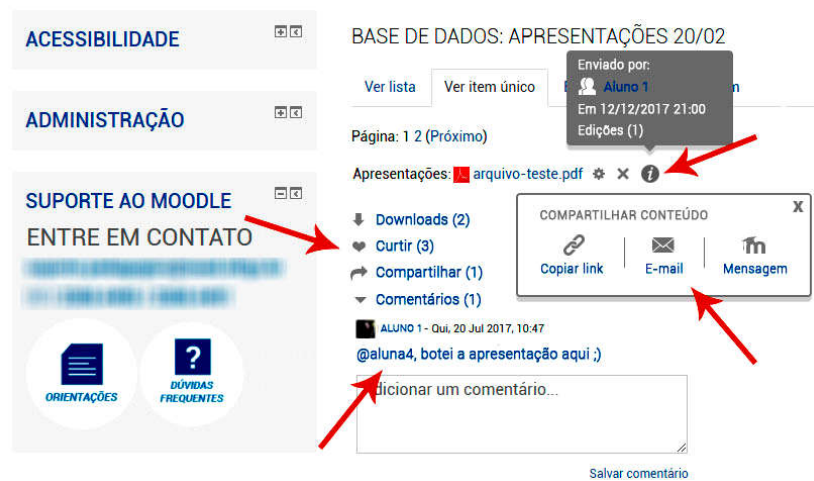 ACESSIBILIDADE
ADMINISTRAÇÃO
SUPORTE AO MOODLE
ENTRE EM CONTATO
ORIENTAÇÕES
?
DÚVIDAS
FREQUENTES
BASE DE DADOS: APRESENTAÇÕES 20/02
Enviado por:
Aluno 1
Em 12/12/2017 21:00
Edições (1)
Ver lista Ver item único
Página: 1 2 (Próximo)
Apresentações: arquivo-teste.pdf
Downloads (2)
Curtir (3)
Compartilhar (1)
Comentários (1)
COMPARTILHAR CONTEÚDO X
Copiar link E-mail Mensagem
ALUNO 1 - Qui, 20 Jul 2017, 10:47
@aluna4, botei a apresentação aqui ;)
dicionar um comentário...
Salvar comentário